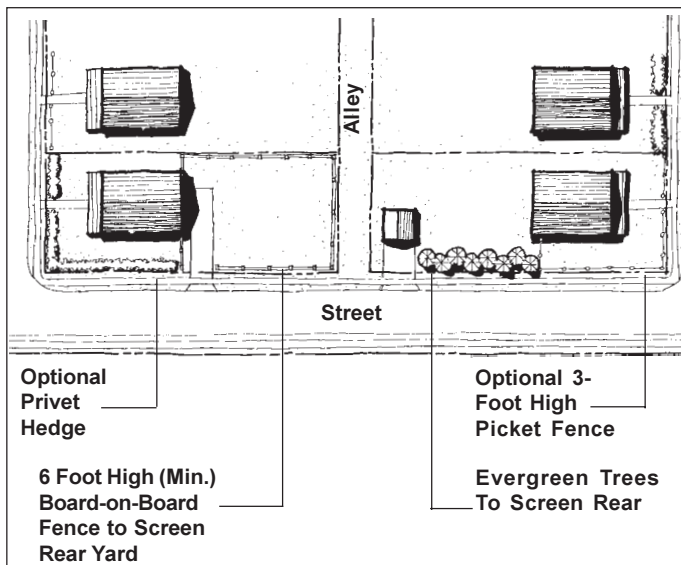 Alley
Street
Optional
Privet
Hedge
Optional 3-
Foot High
Picket Fence
6 Foot High (Min.)
Board-on-Board
Fence to Screen
Rear Yard
Evergreen Trees
To Screen Rear